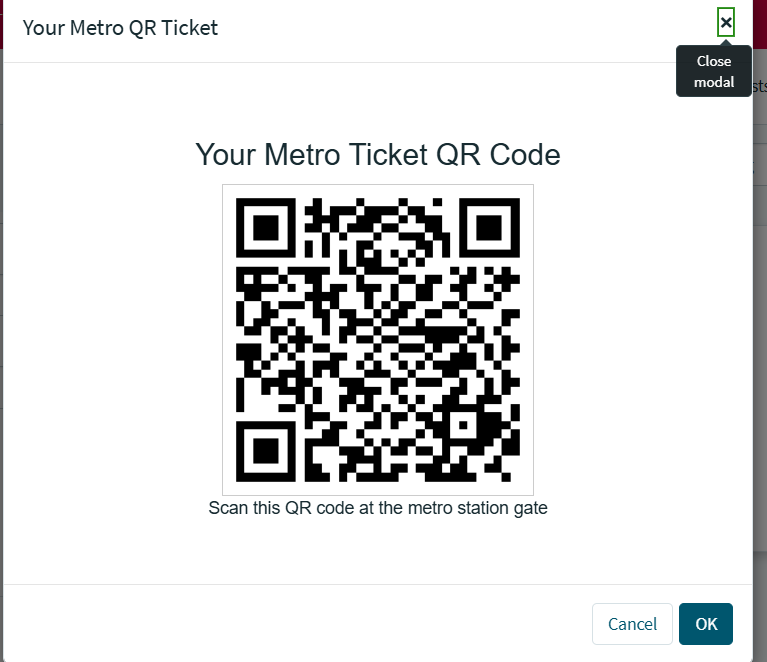 Your Metro QR Ticket
×
Close
modal
sts
Your Metro Ticket QR Code
Scan this QR code at the metro station gate
Cancel
OK